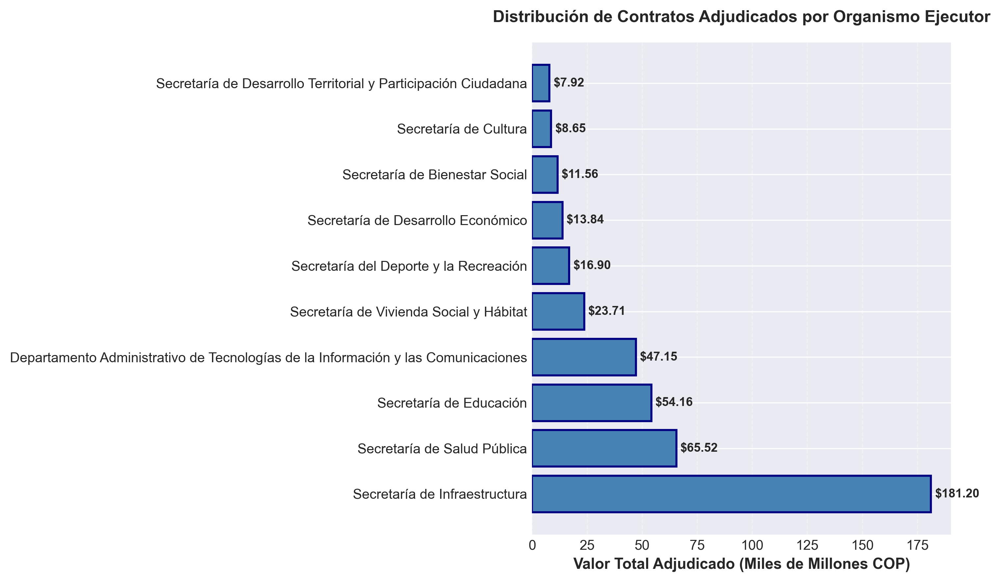 Distribución de Contratos Adjudicados por Organismo Ejecutor
Secretaría de Desarrollo Territorial y Participación Ciudadana $7.92
Secretaría de Cultura $8.65
Secretaría de Bienestar Social $11.56
Secretaría de Desarrollo Económico $13.84
Secretaría del Deporte y la Recreación $16.90
Secretaría de Vivienda Social y Hábitat $23.71
Departamento Administrativo de Tecnologías de la Información y las Comunicaciones $47.15
Secretaría de Educación $54.16
Secretaría de Salud Pública $65.52
Secretaría de Infraestructura $181.20
0 25 50 75 100 125 150 175
Valor Total Adjudicado (Miles de Millones COP)